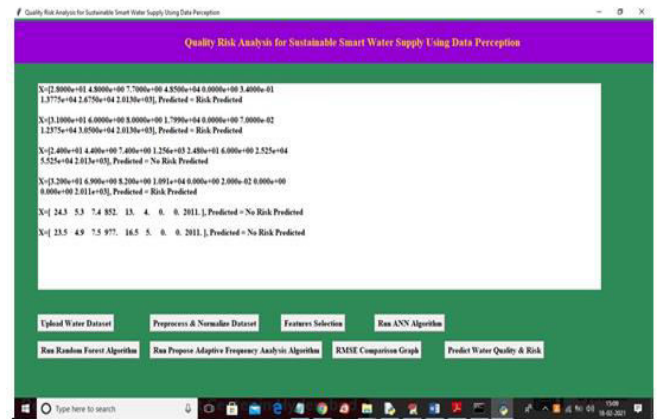 Quality Risk Analysis for Sustainable Smart Water Supply Using Data Perception
Quality Risk Analysis for Sustainable Smart Water Supply Using Data Perception
X=[2.8000e+01 4.8000e+00 7.7000e+00 4.8500e+04 0.0000e+00 3.4000e-01
1.3775e+04 2.6750e+04 2.0130e+03], Predicted = Risk Predicted
X=[3.1000e+01 6.0000e+00 8.0000e+00 1.7990e+04 0.0000e+00 7.0000e-02
1.2375e+04 3.0500e+04 2.0130e+03], Predicted = Risk Predicted
X=[2.400e+01 4.400e+00 7.400e+00 1.256e+03 2.480e+01 6.000e+00 2.525e+04
5.525e+04 2.013e+03], Predicted = No Risk Predicted
X=[3.200e+01 6.900e+00 8.200e+00 1.091e+04 0.000e+00 2.000e-02 0.000e+00
0.000e+00 2.011e+03], Predicted = Risk Predicted
X=[ 24.3 5.3 7.4 852. 13. 4. 0. 0. 2011. ], Predicted = No Risk Predicted
X=[ 23.5 4.9 7.5 977. 16.5 5. 0. 0. 2011. ], Predicted = No Risk Predicted
Upload Water Dataset Preprocess & Normalize Dataset Features Selection Run ANN Algorithm
Run Random Forest Algorithm Run Propose Adaptive Frequency Analysis Algorithm RMSE Comparison Graph Predict Water Quality & Risk
Type here to search
15:09
18-02-2021